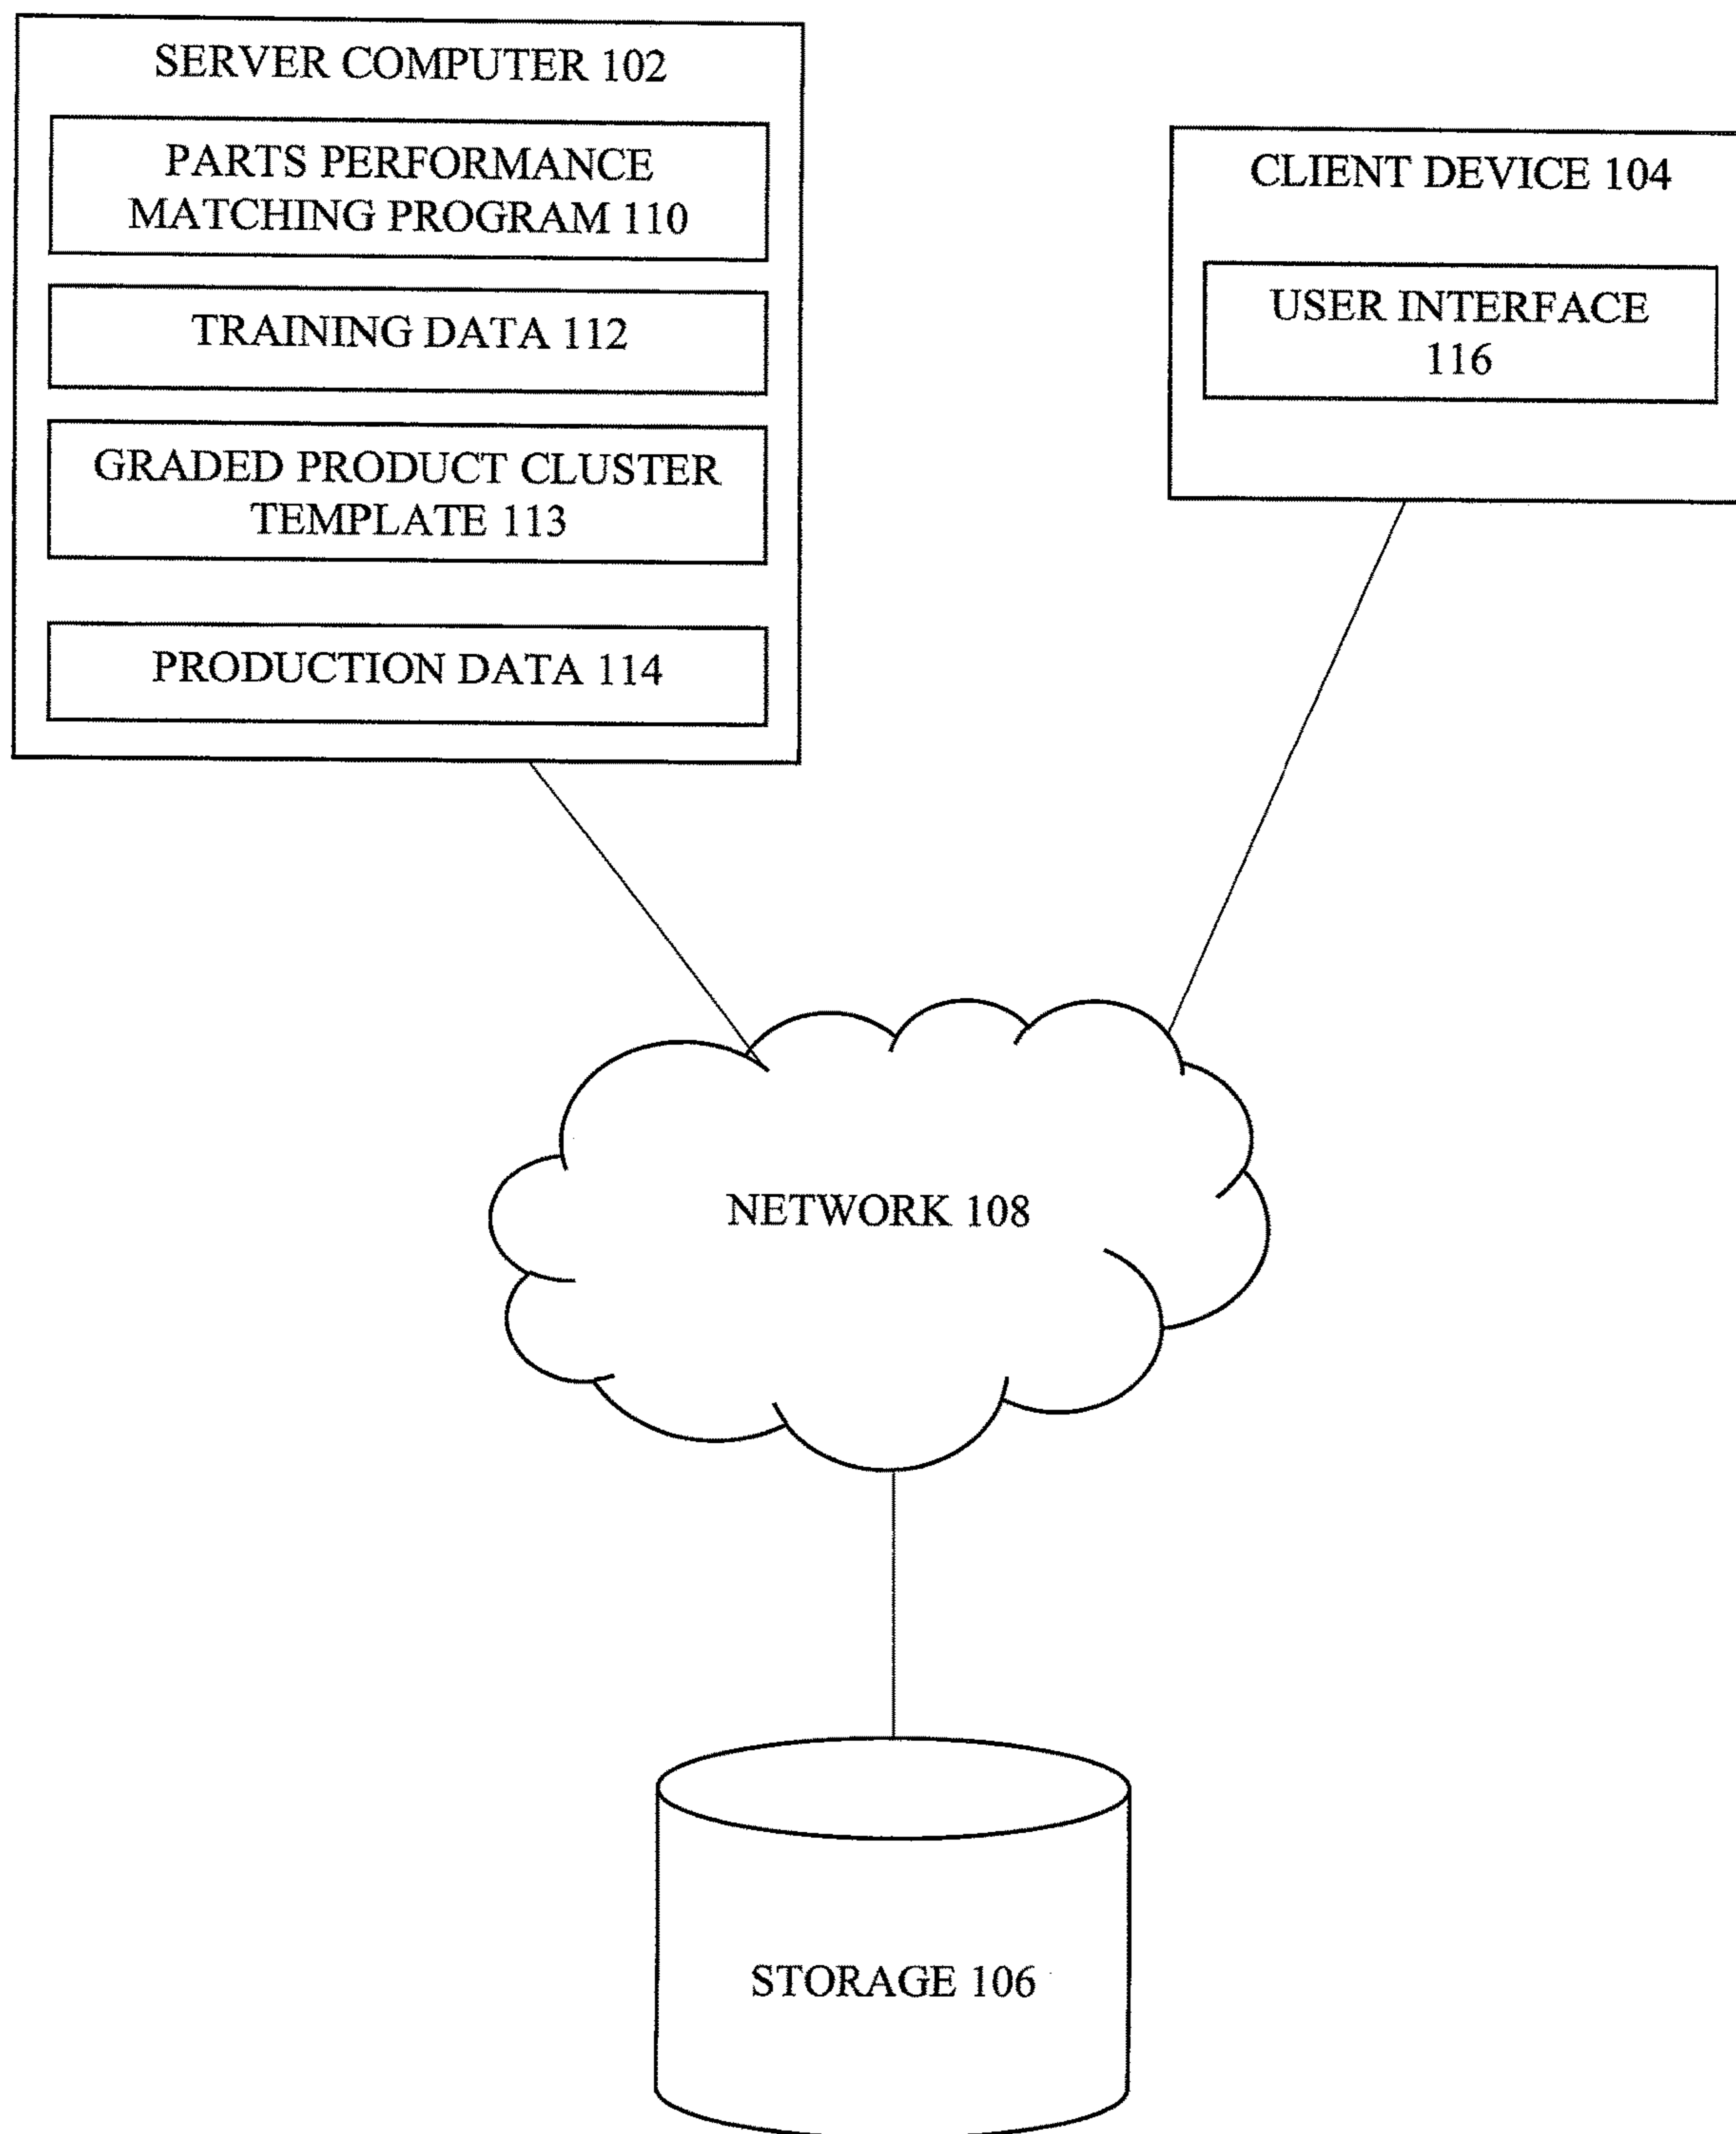 SERVER COMPUTER 102
PARTS PERFORMANCE
MATCHING PROGRAM 110
TRAINING DATA 112
GRADED PRODUCT CLUSTER
TEMPLATE 113
PRODUCTION DATA 114
CLIENT DEVICE 104
USER INTERFACE
116
NETWORK 108
STORAGE 106